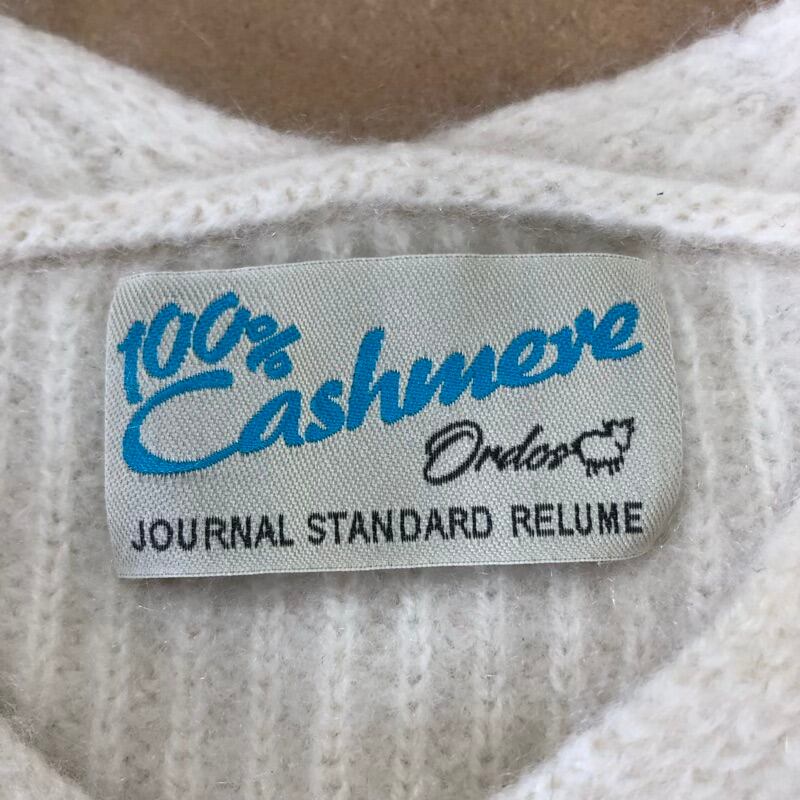 100%
Cashmere
Ordos
JOURNAL STANDARD RELUME